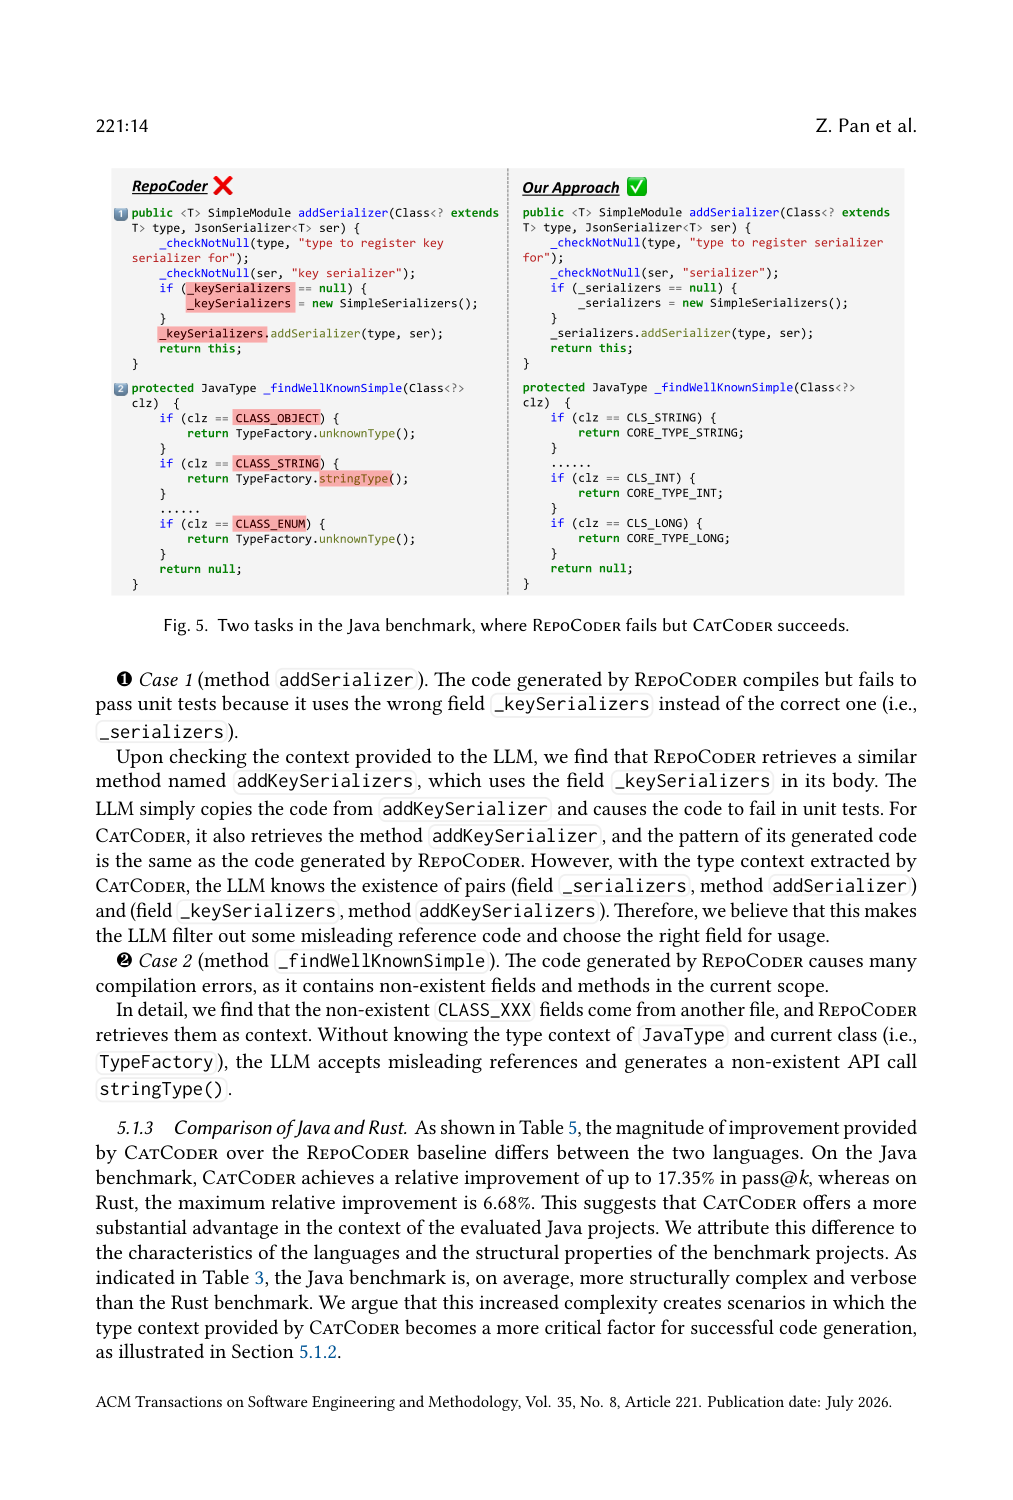 221:14 Z. Pan et al.
RepoCoder ❌
1 public <T> SimpleModule addSerializer(Class<? extends
T> type, JsonSerializer<T> ser) {
_checkNotNull(type, "type to register key
serializer for");
_checkNotNull(ser, "key serializer");
if (_keySerializers == null) {
_keySerializers = new SimpleSerializers();
}
_keySerializers.addSerializer(type, ser);
return this;
}
2 protected JavaType _findWellKnownSimple(Class<?>
clz) {
if (clz == CLASS_OBJECT) {
return TypeFactory.unknownType();
}
if (clz == CLASS_STRING) {
return TypeFactory.stringType();
}
......
if (clz == CLASS_ENUM) {
return TypeFactory.unknownType();
}
return null;
}
Our Approach ✅
public <T> SimpleModule addSerializer(Class<? extends
T> type, JsonSerializer<T> ser) {
_checkNotNull(type, "type to register serializer
for");
_checkNotNull(ser, "serializer");
if (_serializers == null) {
_serializers = new SimpleSerializers();
}
_serializers.addSerializer(type, ser);
return this;
}
protected JavaType _findWellKnownSimple(Class<?>
clz) {
if (clz == CLS_STRING) {
return CORE_TYPE_STRING;
}
......
if (clz == CLS_INT) {
return CORE_TYPE_INT;
}
if (clz == CLS_LONG) {
return CORE_TYPE_LONG;
}
return null;
}
Fig. 5. Two tasks in the Java benchmark, where RepoCoder fails but CatCoder succeeds.
❶ Case 1 (method addSerializer). The code generated by RepoCoder compiles but fails to
pass unit tests because it uses the wrong field _keySerializers instead of the correct one (i.e.,
_serializers).
Upon checking the context provided to the LLM, we find that RepoCoder retrieves a similar
method named addKeySerializers, which uses the field _keySerializers in its body. The
LLM simply copies the code from addKeySerializer and causes the code to fail in unit tests. For
CatCoder, it also retrieves the method addKeySerializer, and the pattern of its generated code
is the same as the code generated by RepoCoder. However, with the type context extracted by
CatCoder, the LLM knows the existence of pairs (field _serializers, method addSerializer)
and (field _keySerializers, method addKeySerializers). Therefore, we believe that this makes
the LLM filter out some misleading reference code and choose the right field for usage.
❷ Case 2 (method _findWellKnownSimple). The code generated by RepoCoder causes many
compilation errors, as it contains non-existent fields and methods in the current scope.
In detail, we find that the non-existent CLASS_XXX fields come from another file, and RepoCoder
retrieves them as context. Without knowing the type context of JavaType and current class (i.e.,
TypeFactory), the LLM accepts misleading references and generates a non-existent API call
stringType().
5.1.3 Comparison of Java and Rust. As shown in Table 5, the magnitude of improvement provided
by CatCoder over the RepoCoder baseline differs between the two languages. On the Java
benchmark, CatCoder achieves a relative improvement of up to 17.35% in pass@k, whereas on
Rust, the maximum relative improvement is 6.68%. This suggests that CatCoder offers a more
substantial advantage in the context of the evaluated Java projects. We attribute this difference to
the characteristics of the languages and the structural properties of the benchmark projects. As
indicated in Table 3, the Java benchmark is, on average, more structurally complex and verbose
than the Rust benchmark. We argue that this increased complexity creates scenarios in which the
type context provided by CatCoder becomes a more critical factor for successful code generation,
as illustrated in Section 5.1.2.
ACM Transactions on Software Engineering and Methodology, Vol. 35, No. 8, Article 221. Publication date: July 2026.